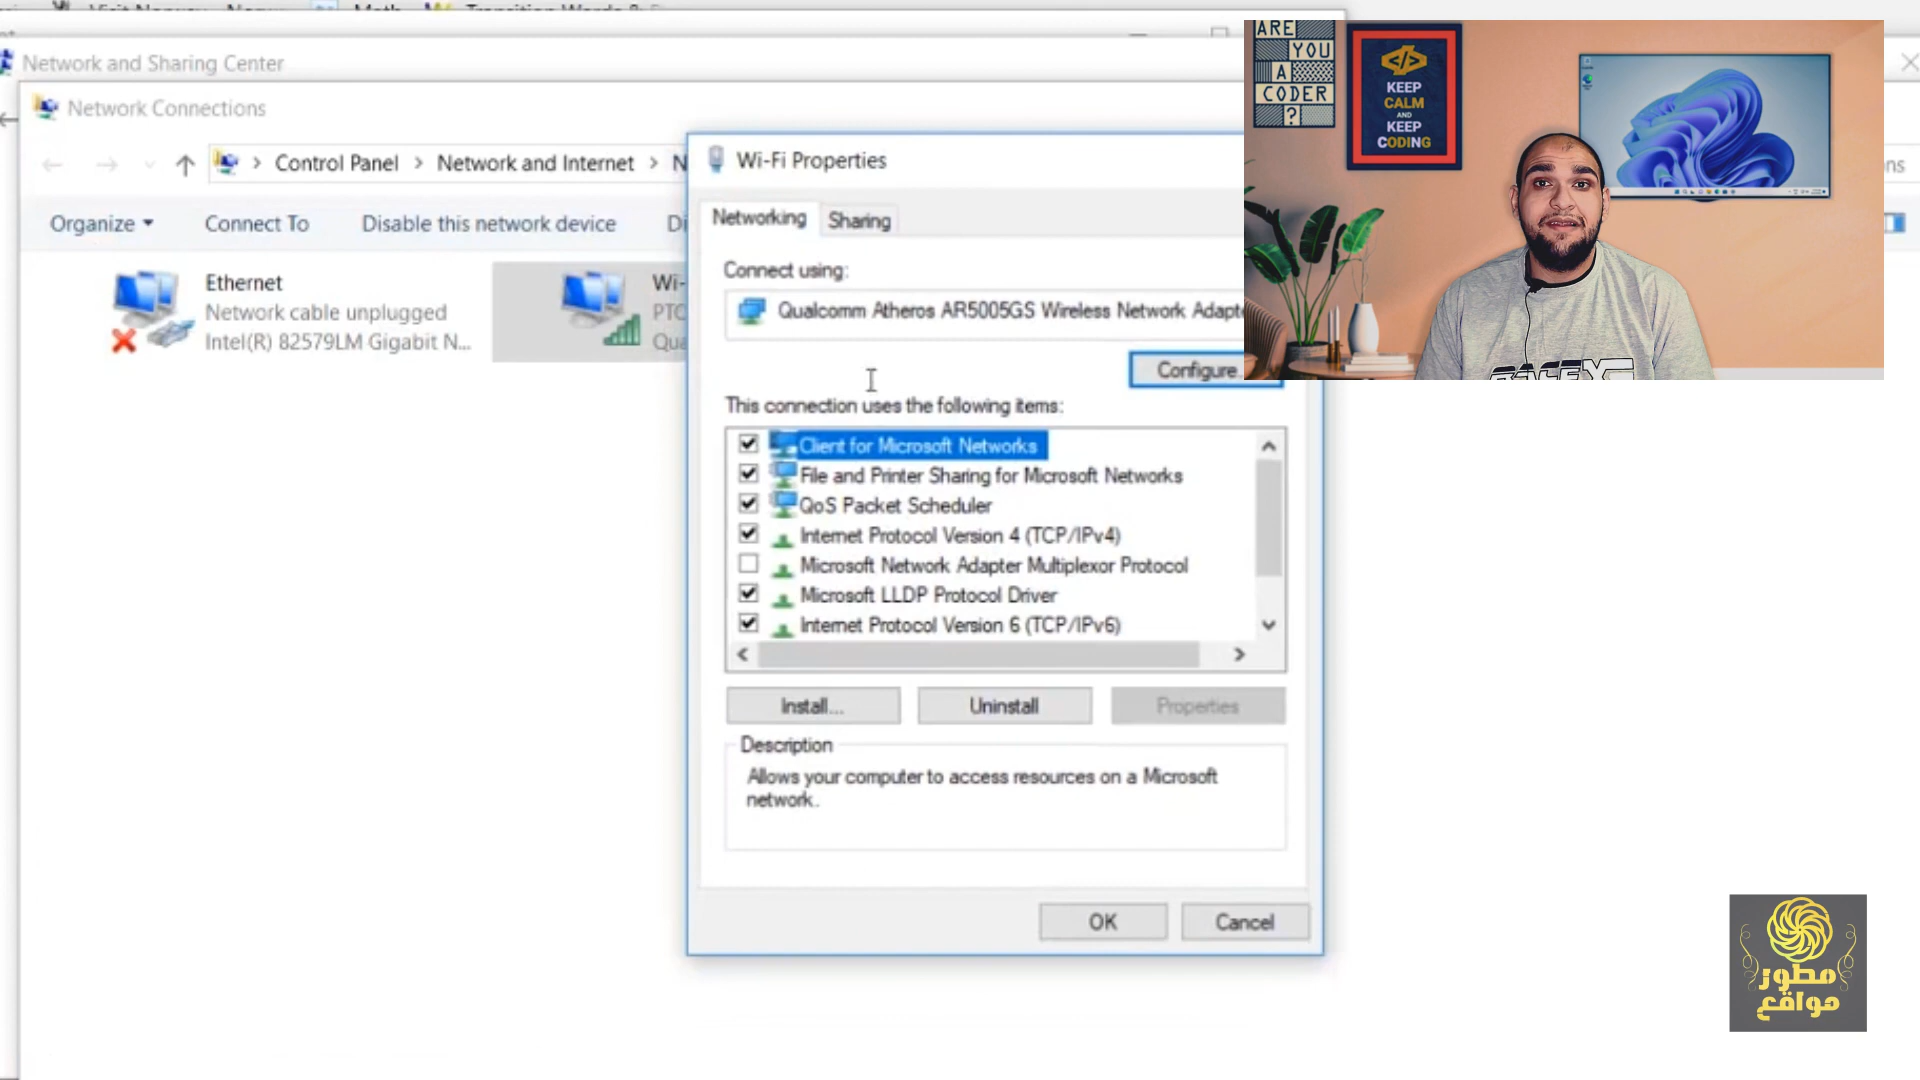 Network and Sharing Center
Network Connections
Control Panel > Network and Internet > N
Organize
Connect To
Disable this network device
Ethernet
Network cable unplugged
Intel(R) 82579LM Gigabit N...
Wi-
PTC
Qua
Wi-Fi Properties
Networking
Sharing
Connect using:
Qualcomm Atheros AR5005GS Wireless Network Adapte
Configure...
This connection uses the following items:
Client for Microsoft Networks
File and Printer Sharing for Microsoft Networks
QoS Packet Scheduler
Internet Protocol Version 4 (TCP/IPv4)
Microsoft Network Adapter Multiplexor Protocol
Microsoft LLDP Protocol Driver
Internet Protocol Version 6 (TCP/IPv6)
Install...
Uninstall
Properties
Description
Allows your computer to access resources on a Microsoft
network.
OK
Cancel
ARE
YOU
A
CODER
?
</>
KEEP
CALM
AND
KEEP
CODING
مطور
مواقع